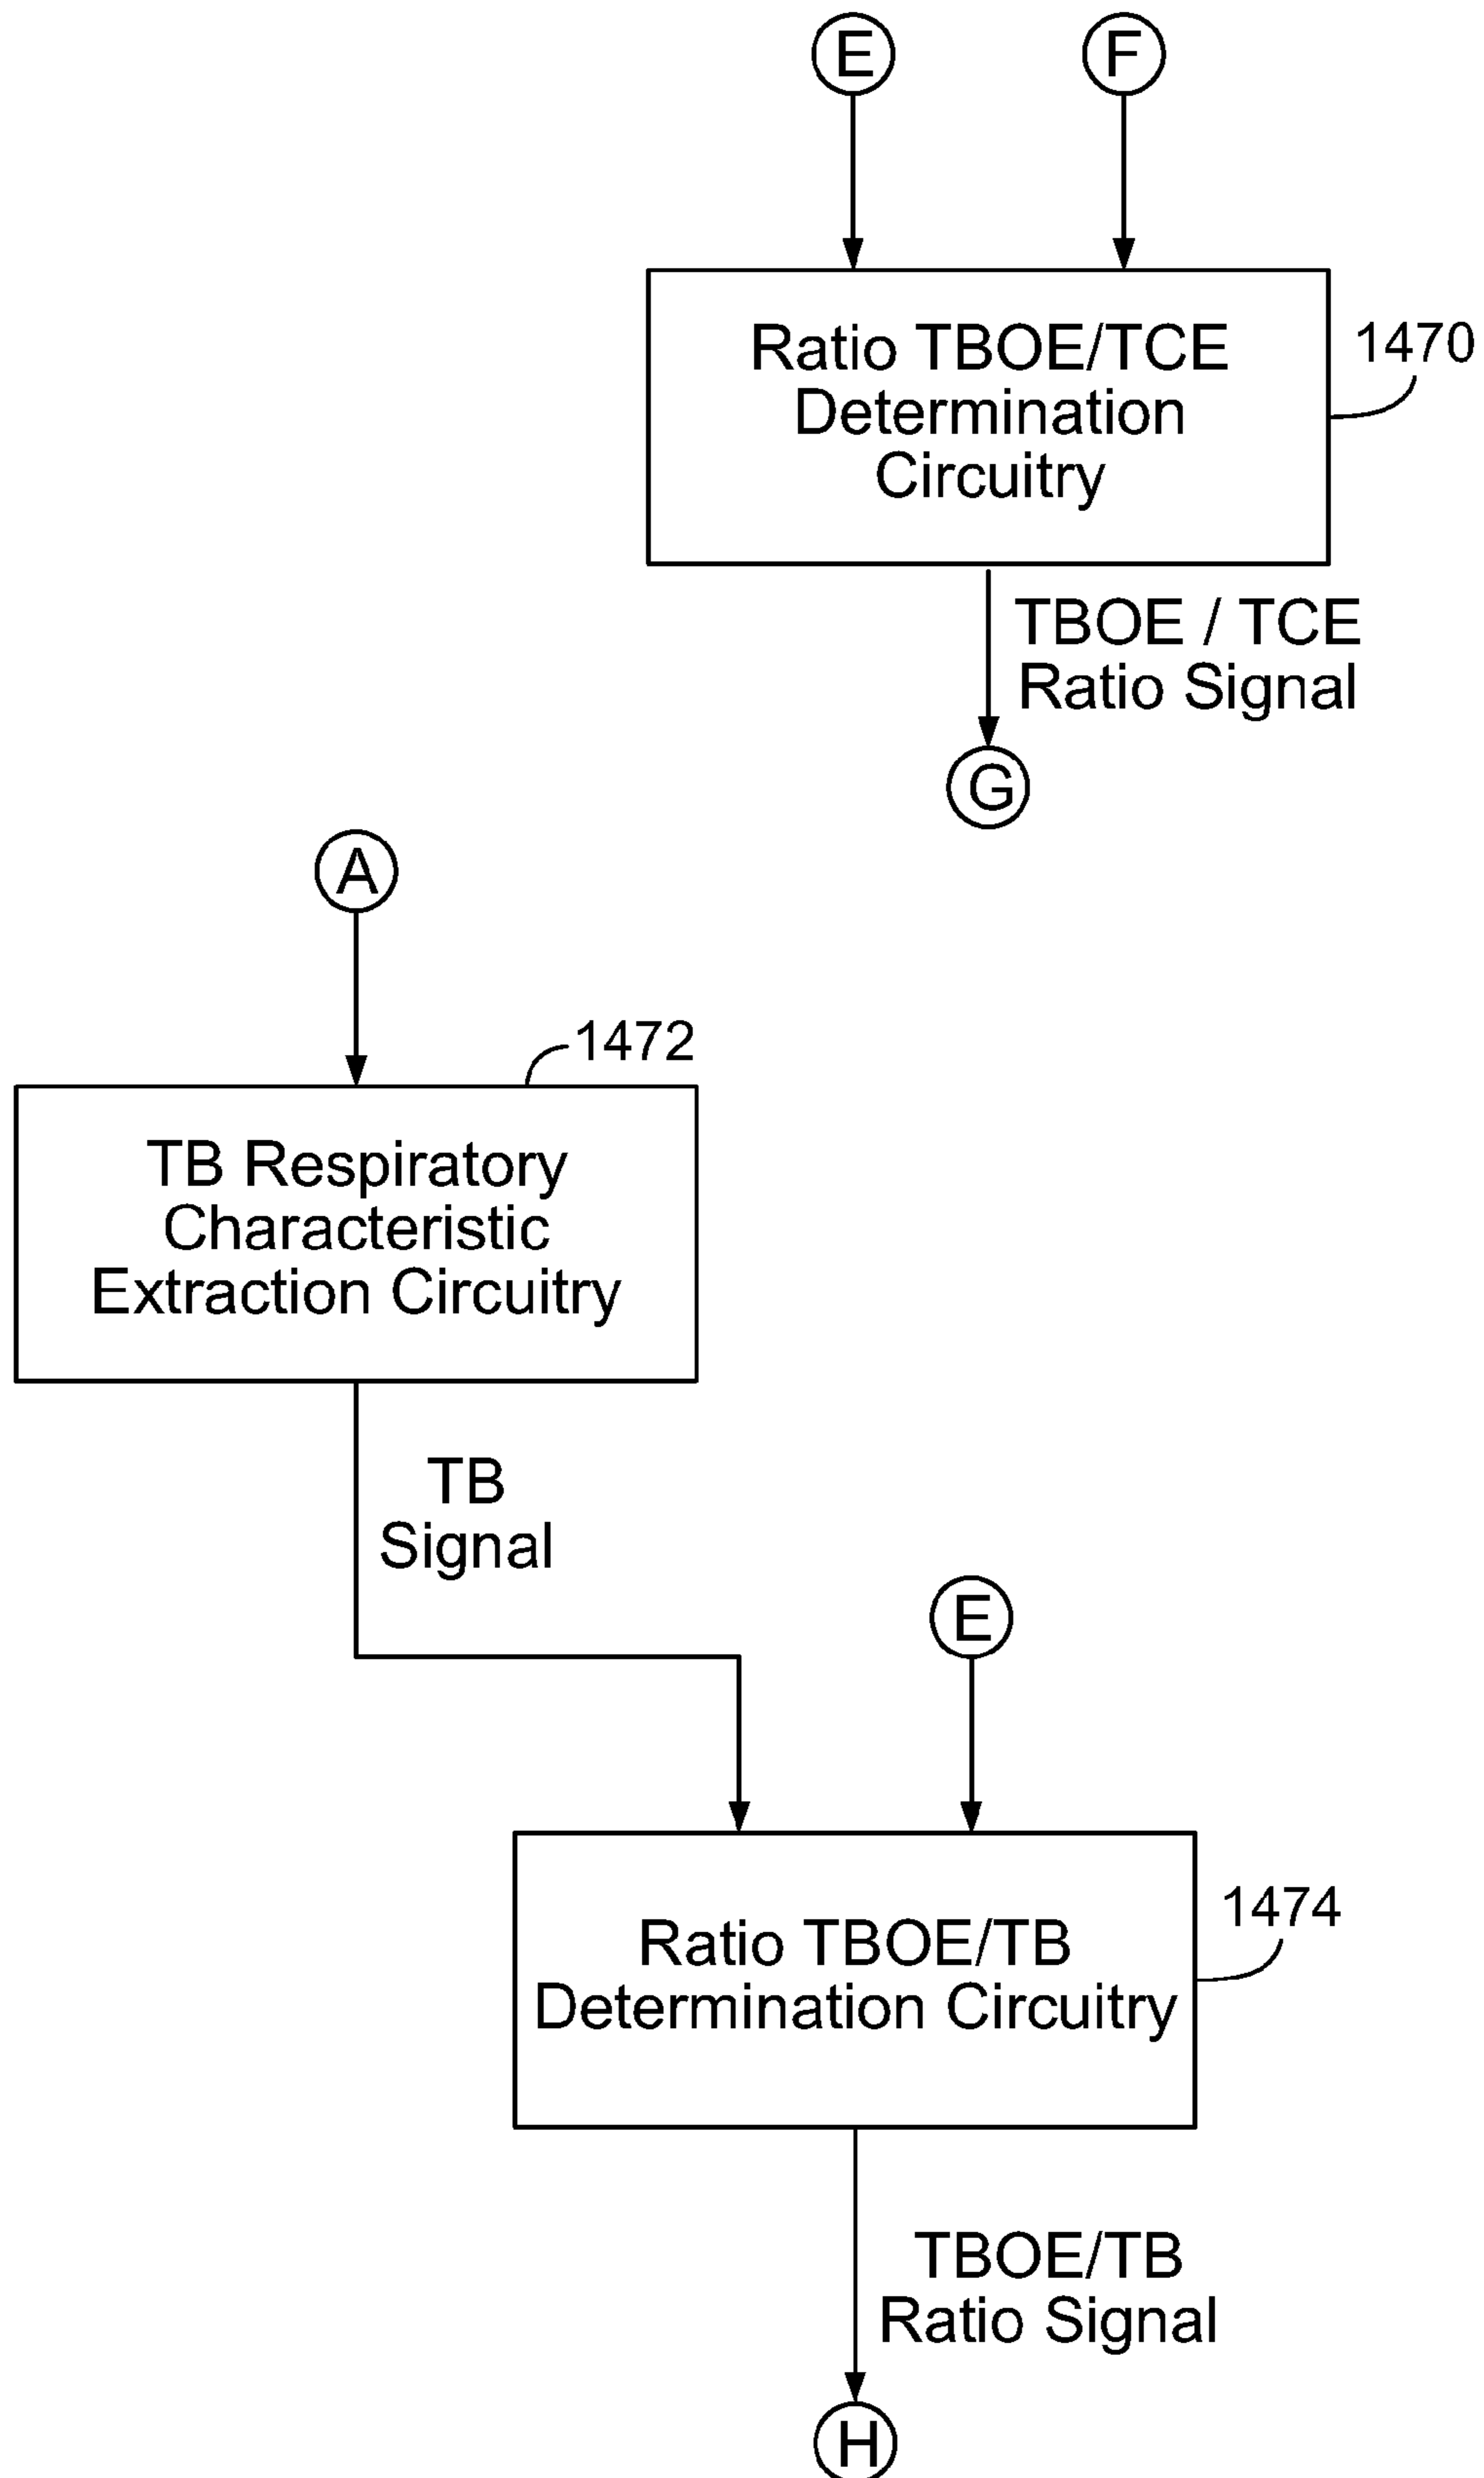 E
F
Ratio TBOE/TCE
Determination
Circuitry
1470
TBOE / TCE
Ratio Signal
G
A
1472
TB Respiratory
Characteristic
Extraction Circuitry
TB
Signal
E
Ratio TBOE/TB
Determination Circuitry
1474
TBOE/TB
Ratio Signal
H